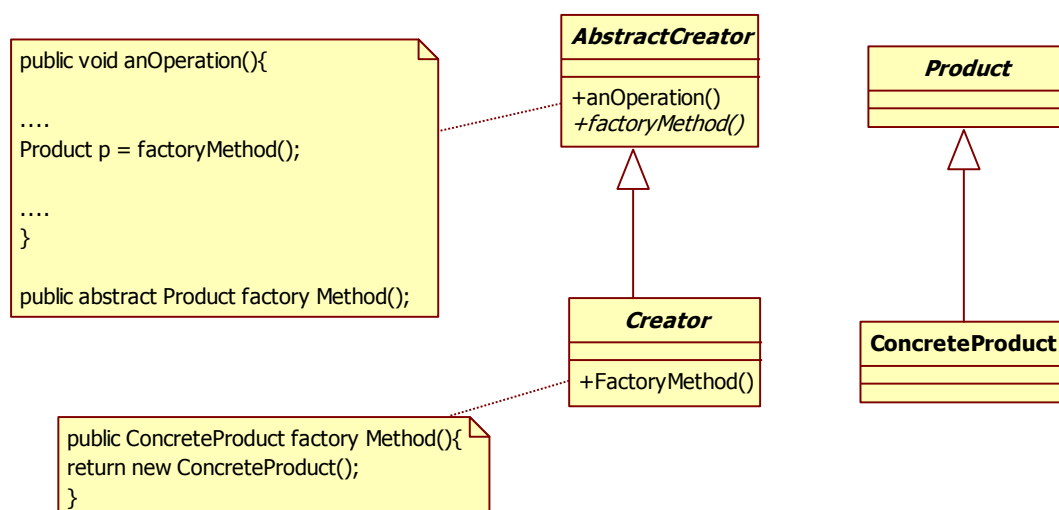 public void anOperation(){
....
Product p = factoryMethod();
....
}
public abstract Product factory Method();
AbstractCreator
+anOperation()
+factoryMethod()
Product
Creator
+FactoryMethod()
ConcreteProduct
public ConcreteProduct factory Method(){
return new ConcreteProduct();
}